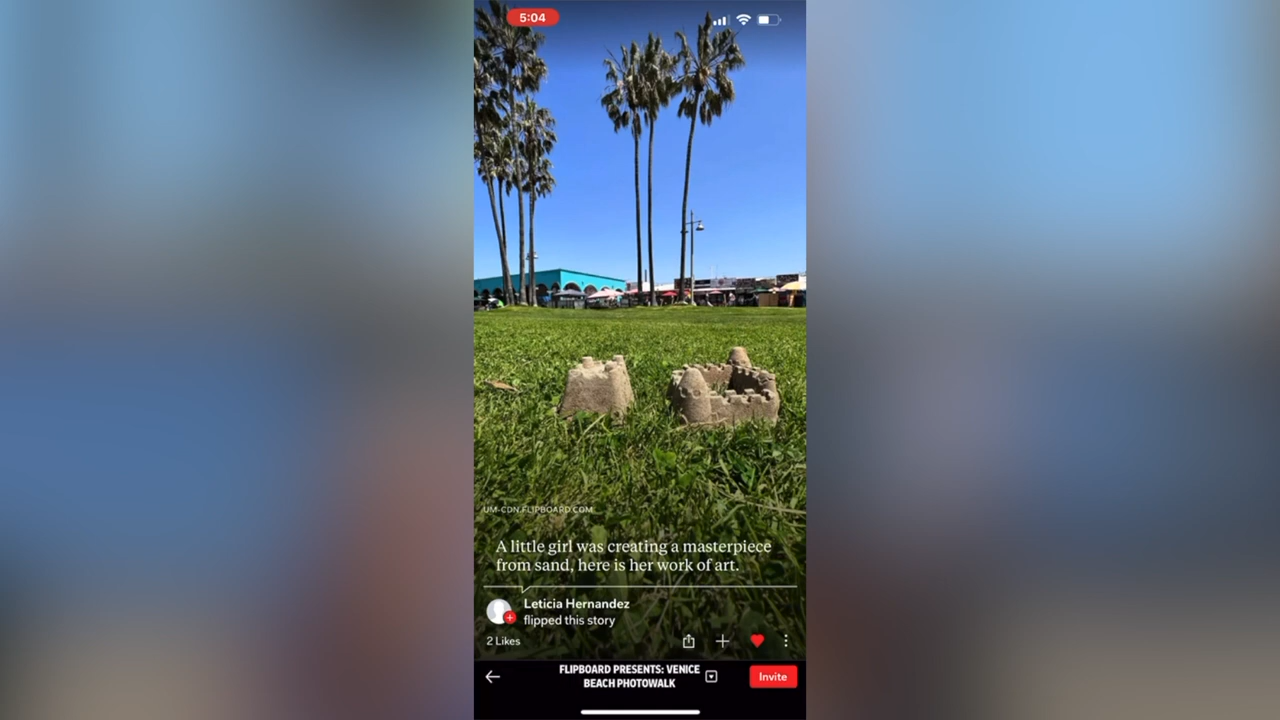 5:04
UM-CDN.FLIPBOARD.COM
A little girl was creating a masterpiece
from sand, here is her work of art.
Leticia Hernandez
flipped this story
2 Likes
FLIPBOARD PRESENTS: VENICE
BEACH PHOTOWALK
Invite